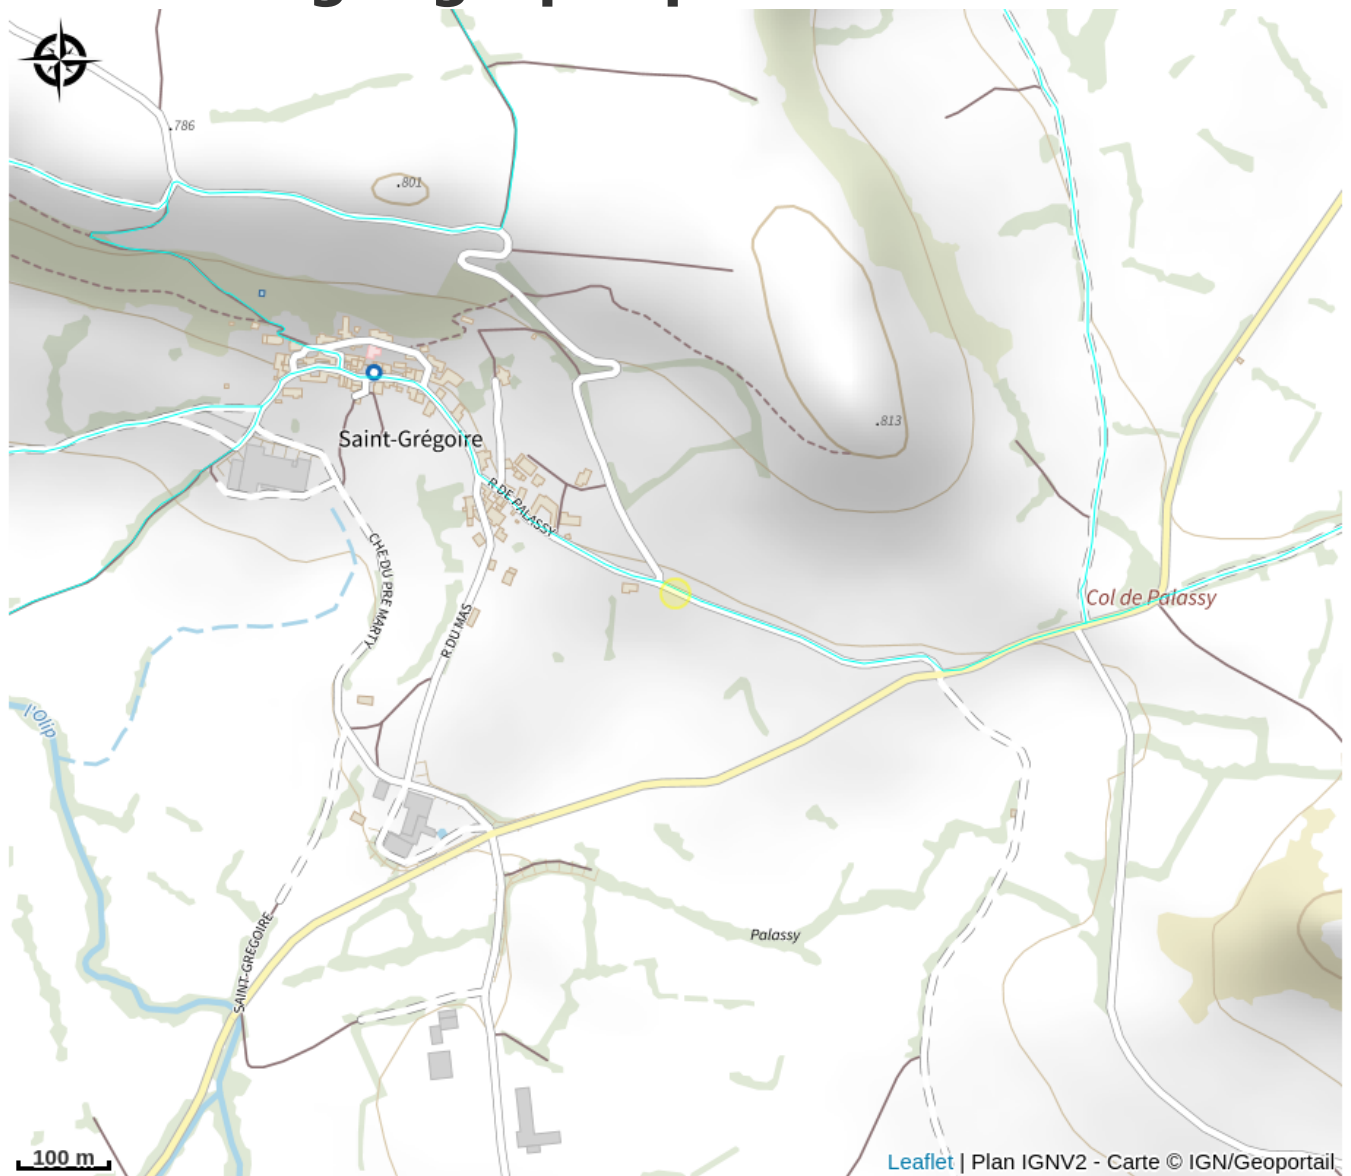 786
801
813
Saint-Grégoire
R DE PALASSY
CHE DU PRE MARTY
R DU MAS
Col de Palassy
l'Olip
SAINT-GREGOIRE
Palassy
100 m
Leaflet | Plan IGNV2 - Carte © IGN/Geoportail